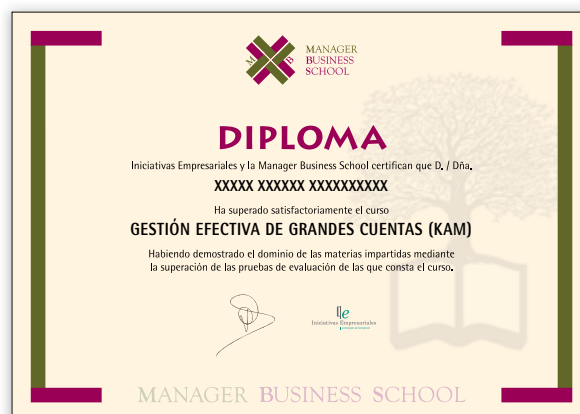 M B
MANAGER
BUSINESS
SCHOOL
DIPLOMA
Iniciativas Empresariales y la Manager Business School certifican que D. / Dña.
XXXXX XXXXXX XXXXXXXXXX
Ha superado satisfactoriamente el curso
GESTIÓN EFECTIVA DE GRANDES CUENTAS (KAM)
Habiendo demostrado el dominio de las materias impartidas mediante
la superación de las pruebas de evaluación de las que consta el curso.
Iniciativas Empresariales
MANAGER BUSINESS SCHOOL